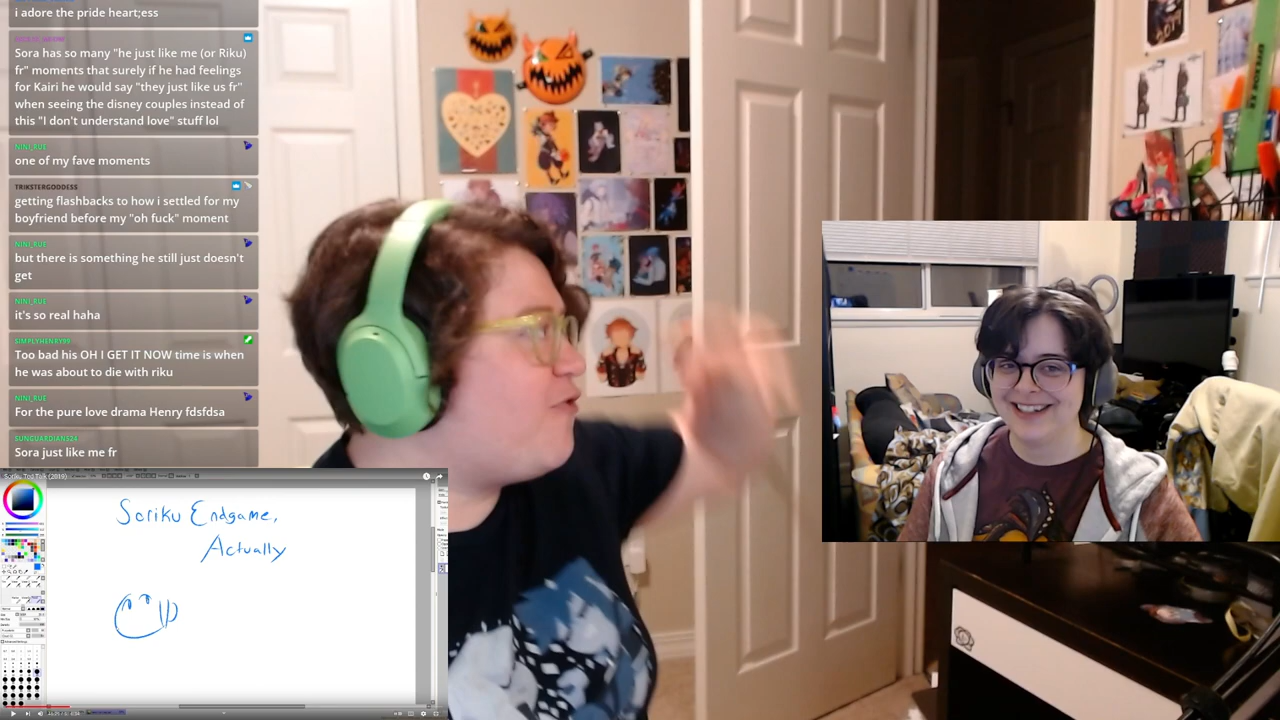 i adore the pride heart;ess
Sora has so many "he just like me (or Riku)
fr" moments that surely if he had feelings
for Kairi he would say "they just like us fr"
when seeing the disney couples instead of
this "I don't understand love" stuff lol
NINI_RUE
one of my fave moments
TRIKSTERGODDESS
getting flashbacks to how i settled for my
boyfriend before my "oh fuck" moment
NINI_RUE
but there is something he still just doesn't
get
NINI_RUE
it's so real haha
SIMPLYHENRY99
Too bad his OH I GET IT NOW time is when
he was about to die with riku
NINI_RUE
For the pure love drama Henry fdsfdsa
SUNGUARDIAN524
Sora just like me fr
Soriku Ted Talk (2019)
Soriku Endgame,
Actually